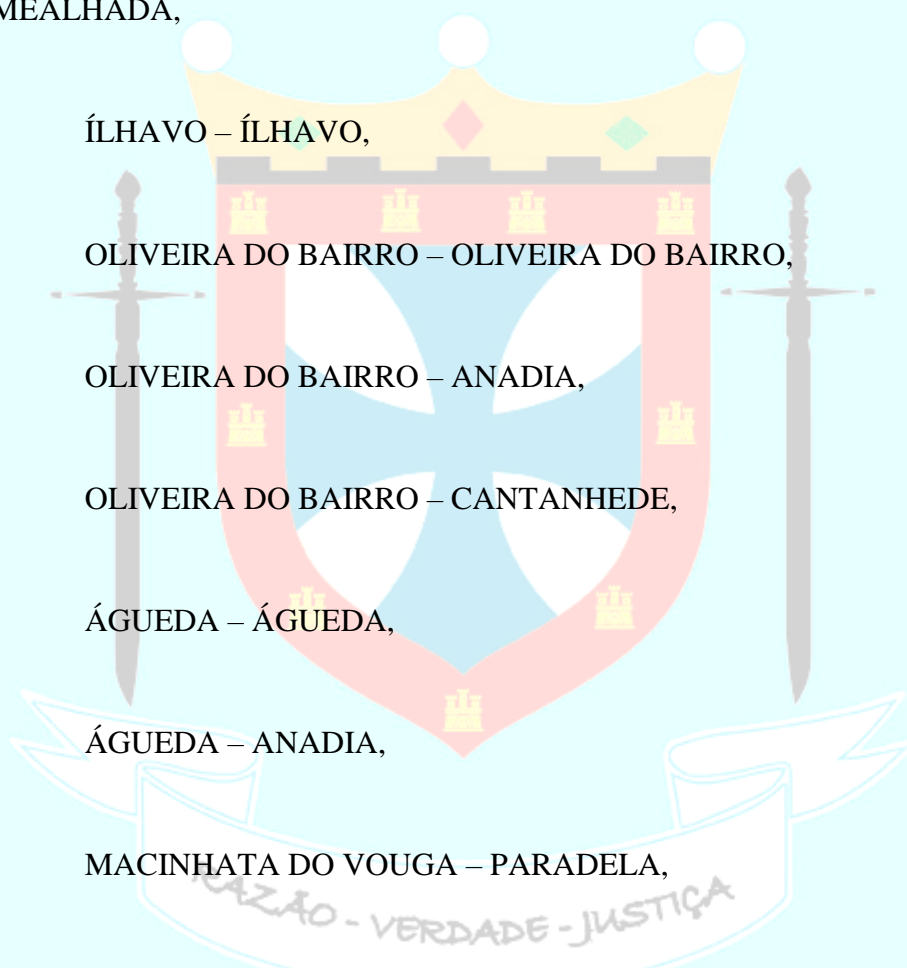 MEALHADA,
ÍLHAVO – ÍLHAVO,
OLIVEIRA DO BAIRRO – OLIVEIRA DO BAIRRO,
OLIVEIRA DO BAIRRO – ANADIA,
OLIVEIRA DO BAIRRO – CANTANHEDE,
ÁGUEDA – ÁGUEDA,
ÁGUEDA – ANADIA,
MACINHATA DO VOUGA – PARADELA,
RAZÃO - VERDADE - JUSTIÇA